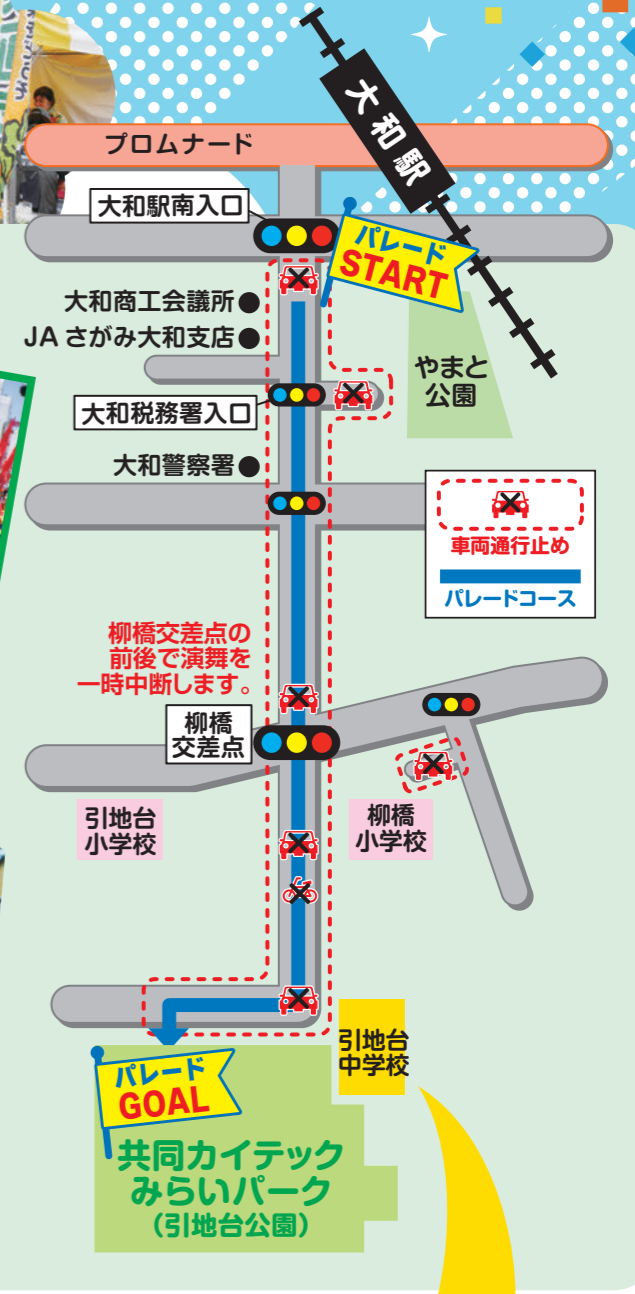 大和駅
プロムナード
大和駅南入口
パレード
START
大和商工会議所
JAさがみ大和支店
やまと
公園
大和税務署入口
大和警察署
車両通行止め
パレードコース
柳橋交差点の
前後で演舞を
一時中断します。
柳橋
交差点
引地台
小学校
柳橋
小学校
引地台
中学校
パレード
GOAL
共同カイテック
みらいパーク
(引地台公園)